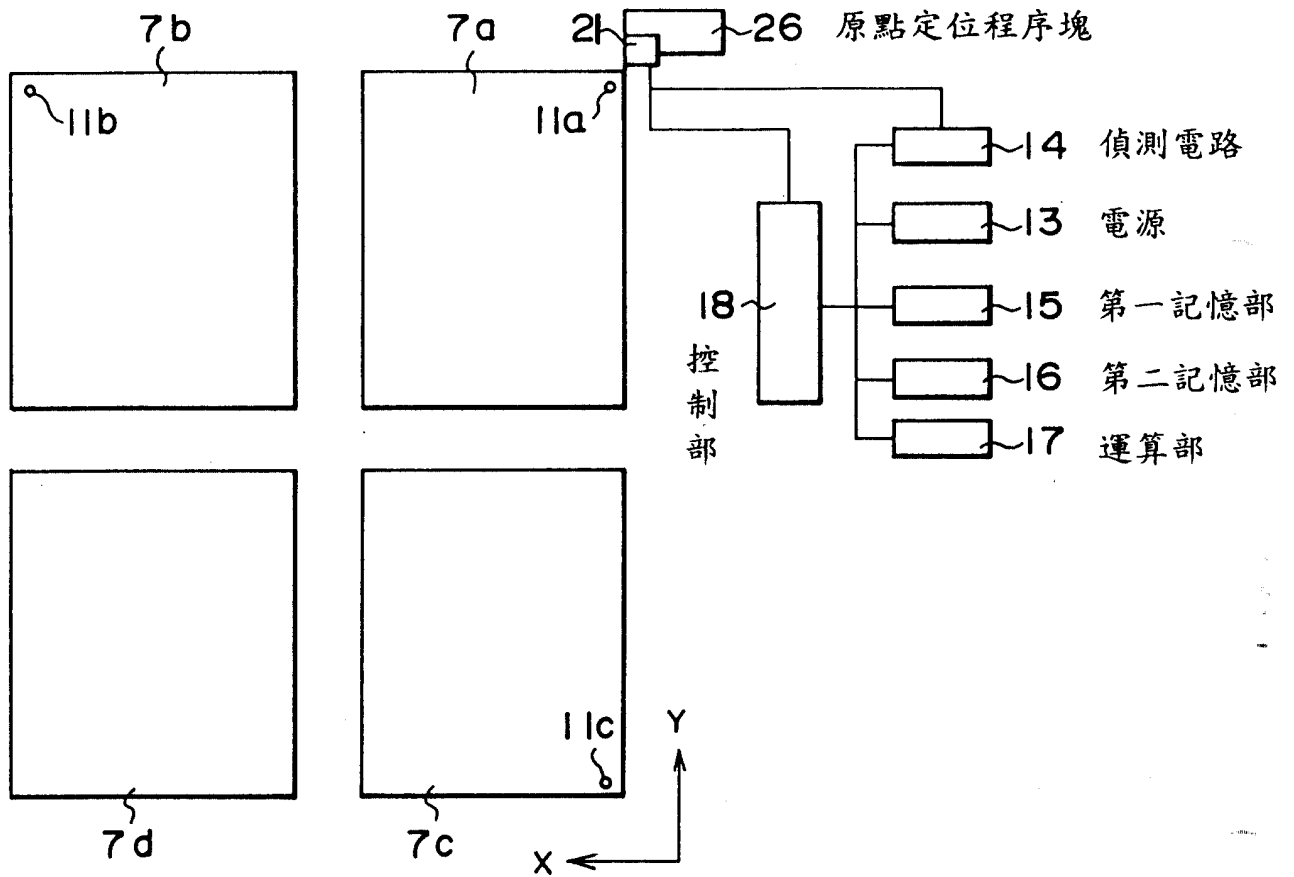 7b
7a
21
26 原點定位程序塊
11b
11a
14 偵測電路
13 電源
18
控制部
15 第一記憶部
16 第二記憶部
17 運算部
11c
Y
7d
7c
X